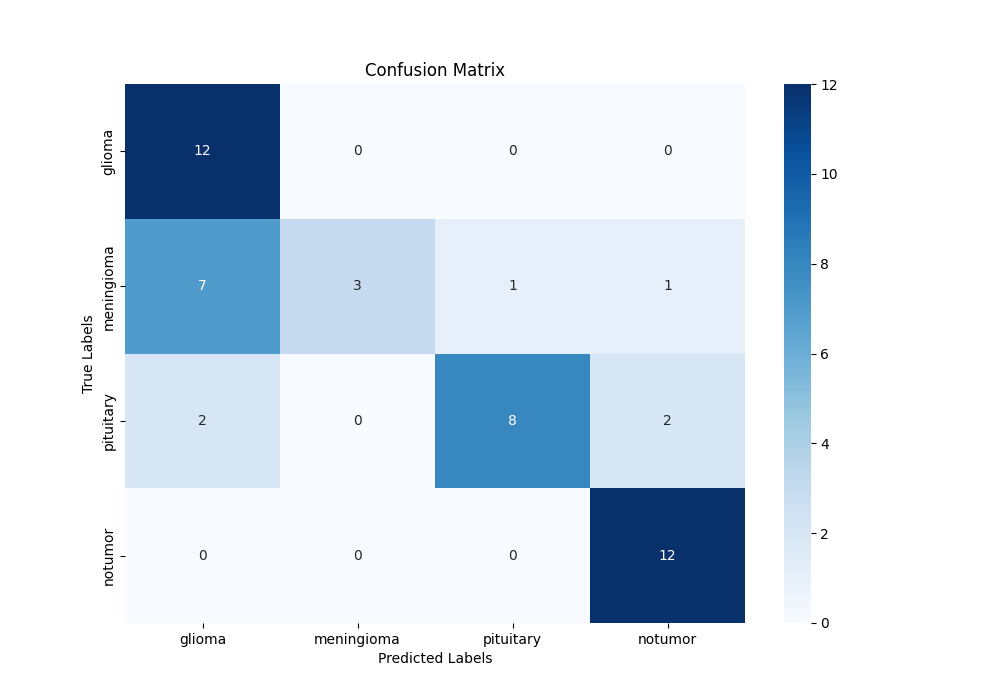 Confusion Matrix
True Labels
glioma
12 0 0 0
meningioma
7 3 1 1
pituitary
2 0 8 2
notumor
0 0 0 12
glioma meningioma pituitary notumor
Predicted Labels
12
10
8
6
4
2
0